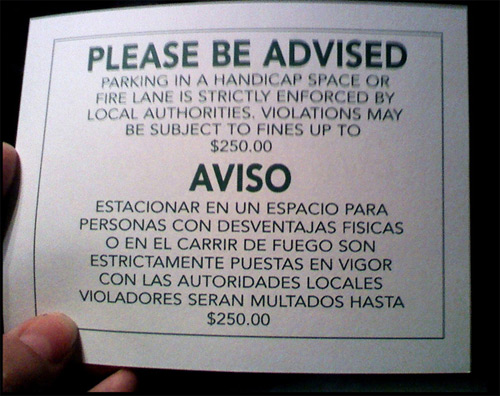 PLEASE BE ADVISED
PARKING IN A HANDICAP SPACE OR
FIRE LANE IS STRICTLY ENFORCED BY
LOCAL AUTHORITIES. VIOLATIONS MAY
BE SUBJECT TO FINES UP TO
$250.00
AVISO
ESTACIONAR EN UN ESPACIO PARA
PERSONAS CON DESVENTAJAS FISICAS
O EN EL CARRIR DE FUEGO SON
ESTRICTAMENTE PUESTAS EN VIGOR
CON LAS AUTORIDADES LOCALES
VIOLADORES SERAN MULTADOS HASTA
$250.00